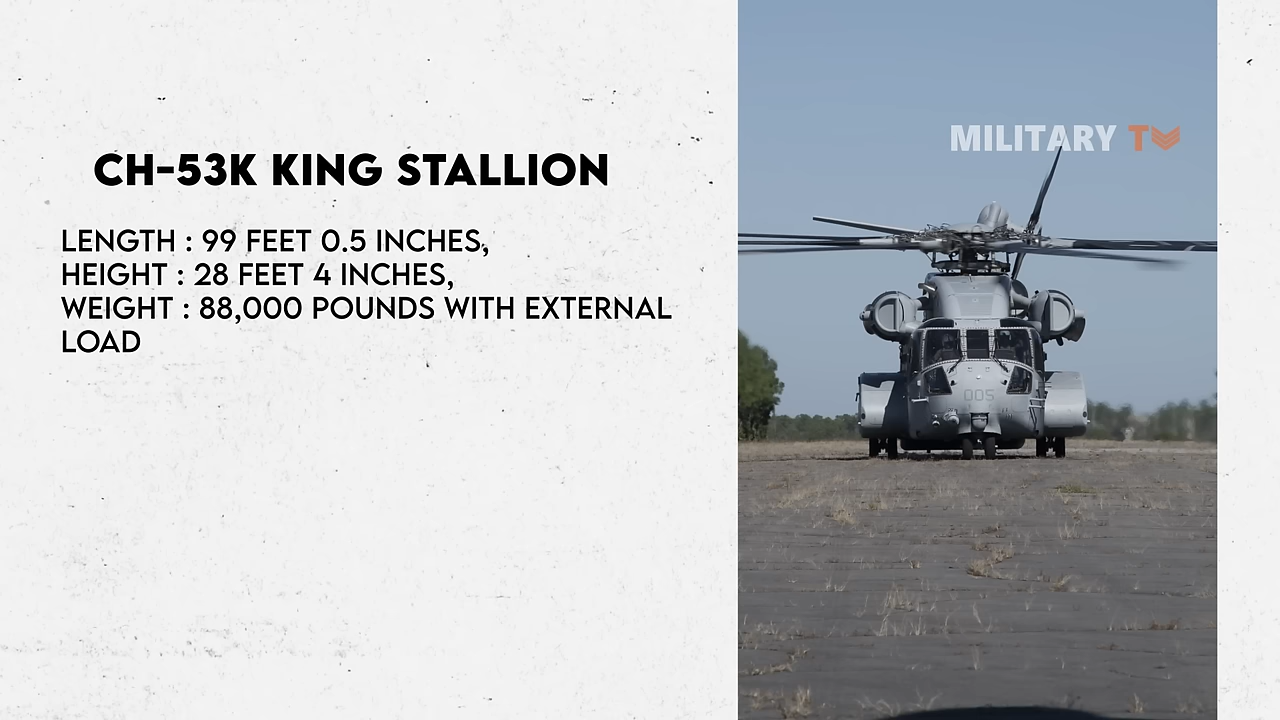 CH-53K KING STALLION
LENGTH : 99 FEET 0.5 INCHES,
HEIGHT : 28 FEET 4 INCHES,
WEIGHT : 88,000 POUNDS WITH EXTERNAL
LOAD
MILITARY TV
005